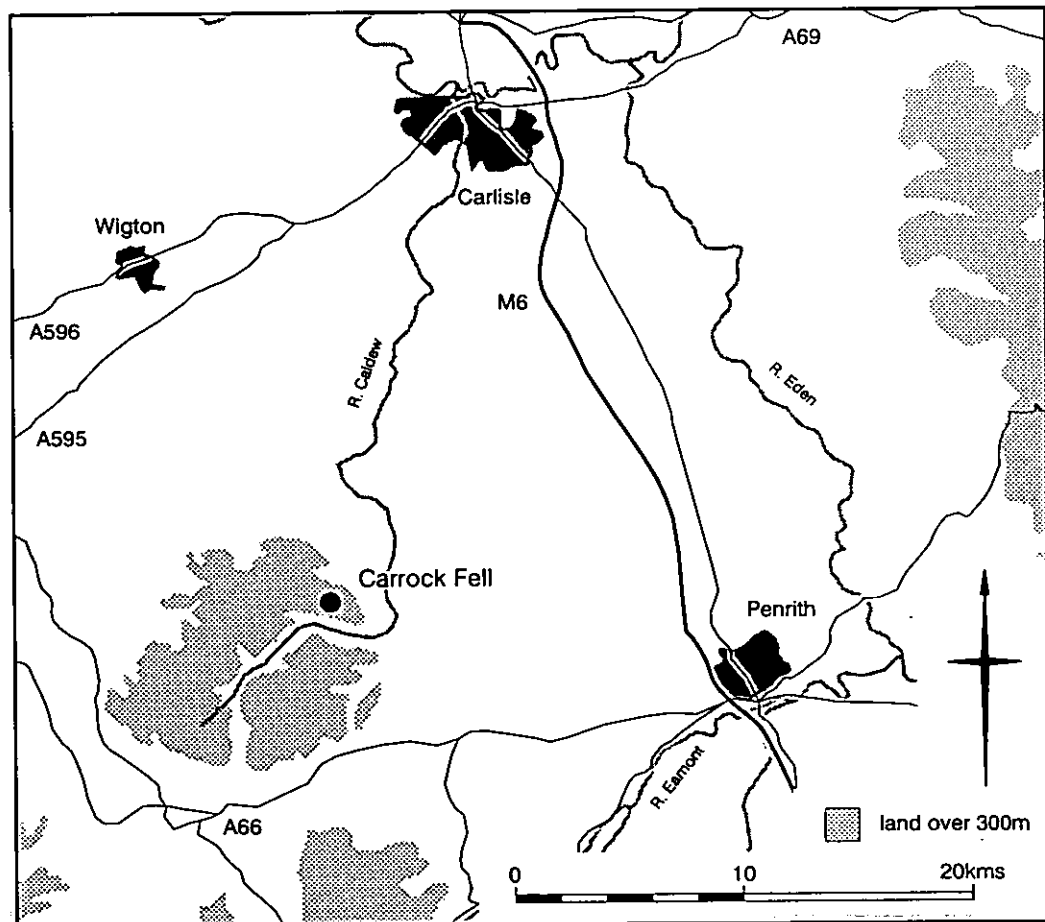 A69
Carlisle
Wigton
M6
A596
R. Caldew
R. Eden
A595
Carrock Fell
Penrith
R. Eamont
A66
land over 300m
0 10 20kms